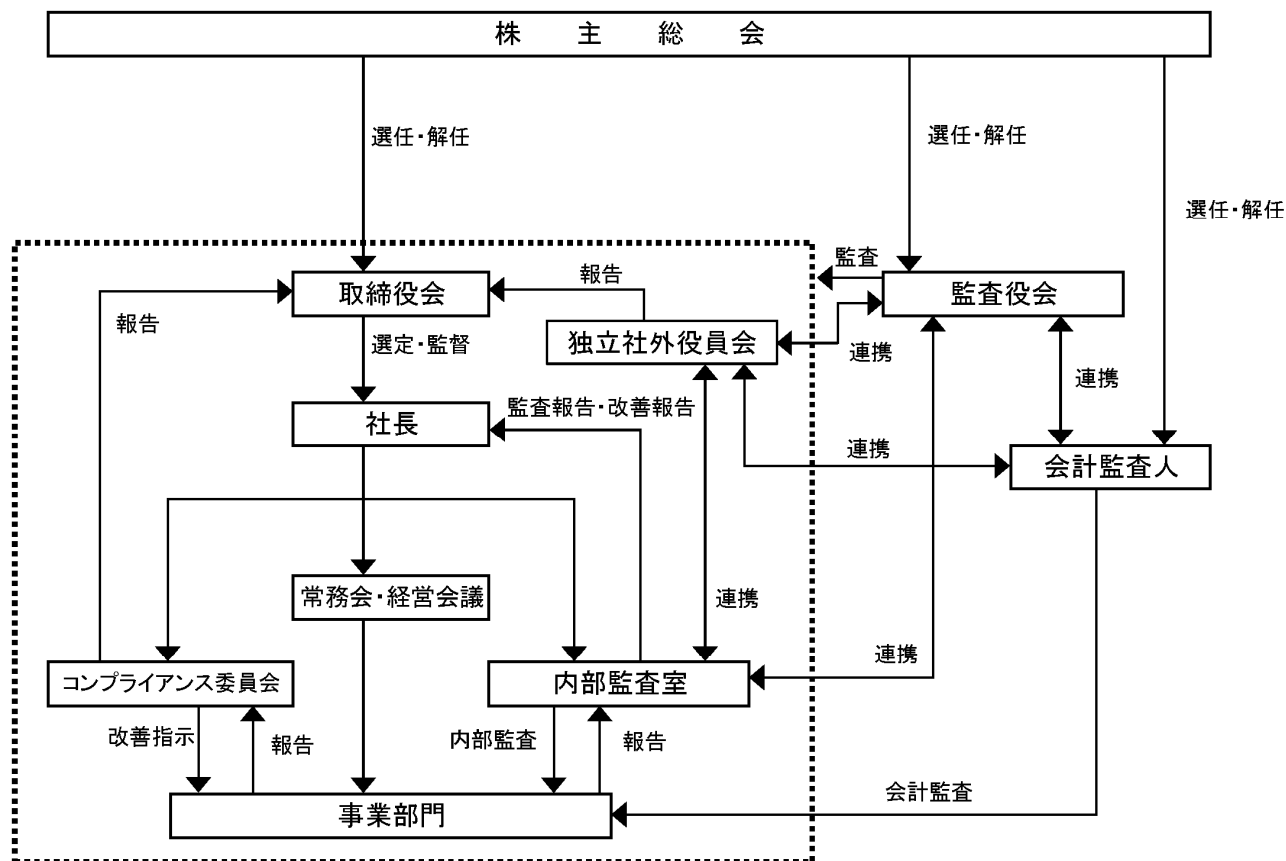 株主総会
選任・解任
選任・解任
選任・解任
監査
取締役会
報告
監査役会
報告
選定・監督
独立社外役員会
連携
連携
社長
監査報告・改善報告
連携
会計監査人
常務会・経営会議
連携
連携
コンプライアンス委員会
内部監査室
改善指示
報告
内部監査
報告
会計監査
事業部門